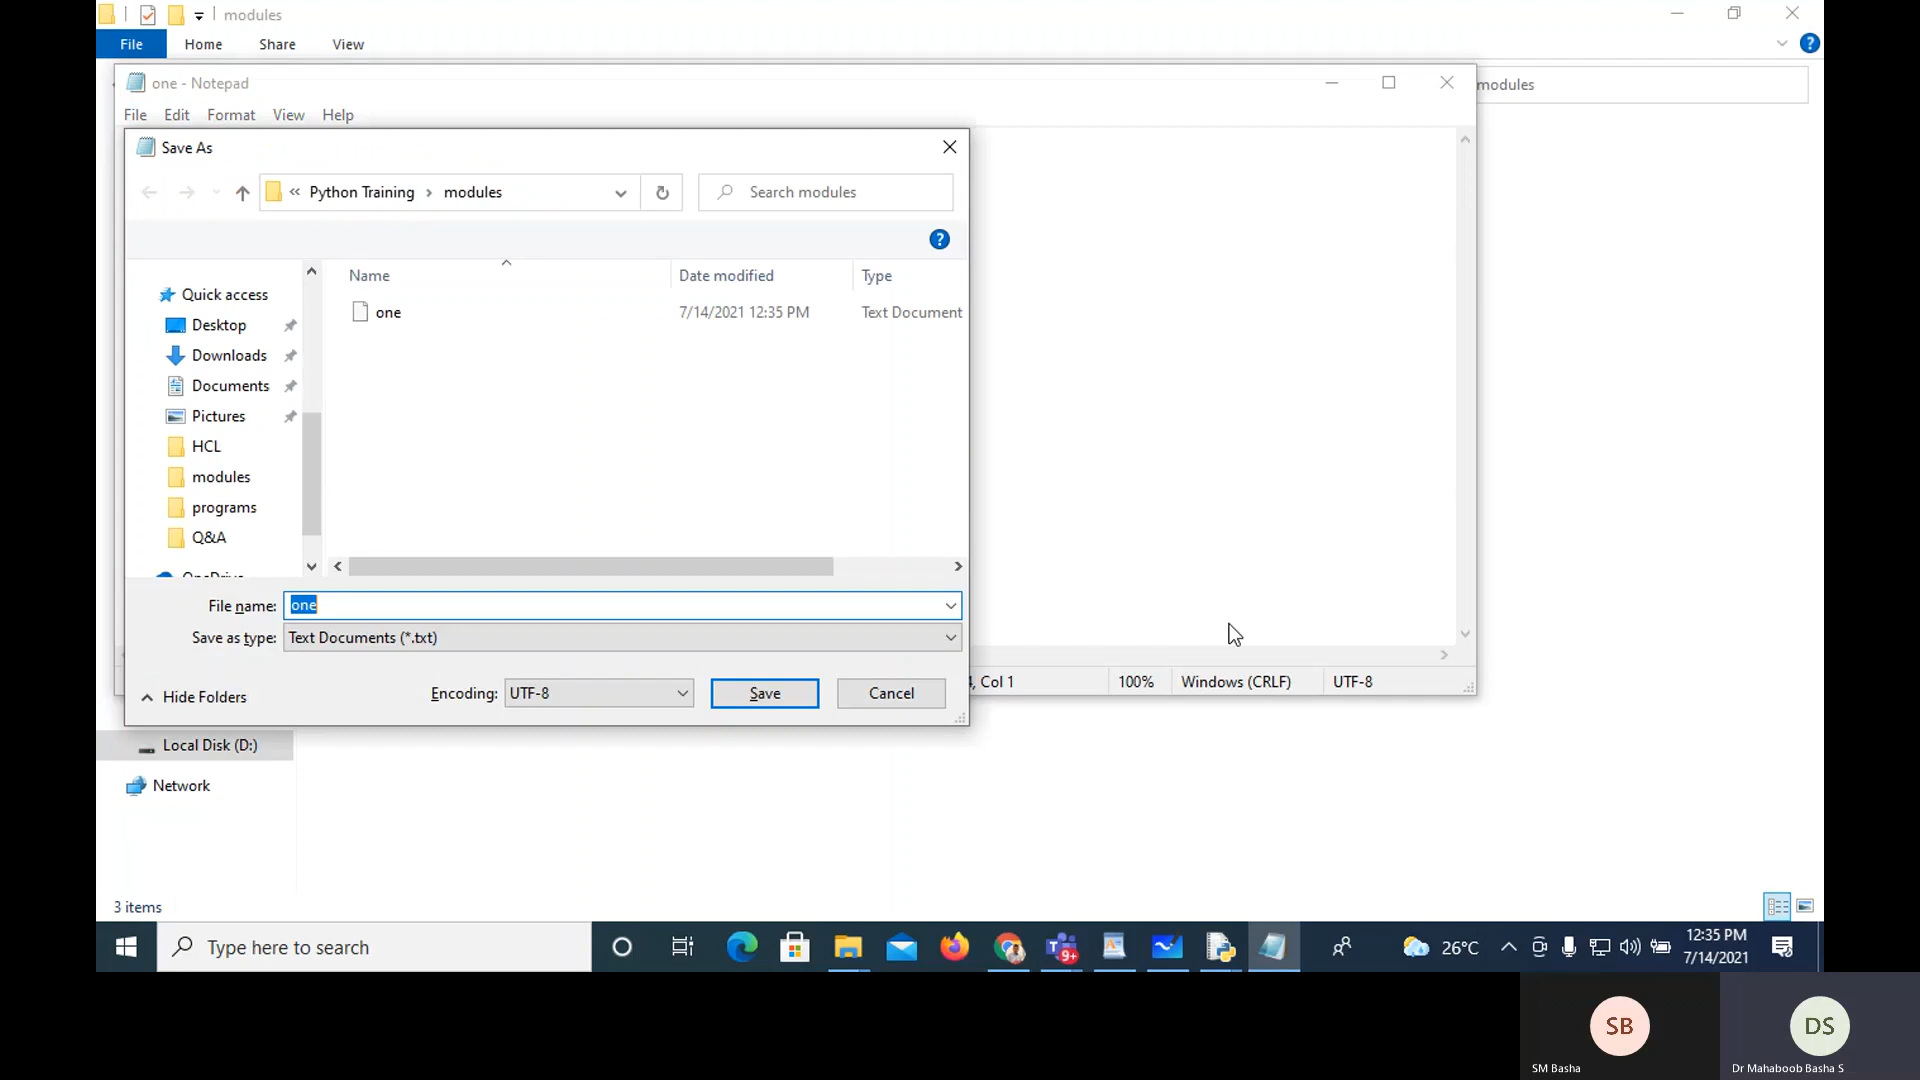 modules
File Home Share View
one - Notepad
modules
File Edit Format View Help
Save As
« Python Training › modules
Search modules
Name Date modified Type
Quick access
one 7/14/2021 12:35 PM Text Document
Desktop
Downloads
Documents
Pictures
HCL
modules
programs
Q&A
OneDrive
File name: one
Save as type: Text Documents (*.txt)
Hide Folders Encoding: UTF-8 Save Cancel
, Col 1 100% Windows (CRLF) UTF-8
Local Disk (D:)
Network
3 items
Type here to search
9+
26°C
12:35 PM
7/14/2021
SB
DS
SM Basha
Dr Mahaboob Basha S